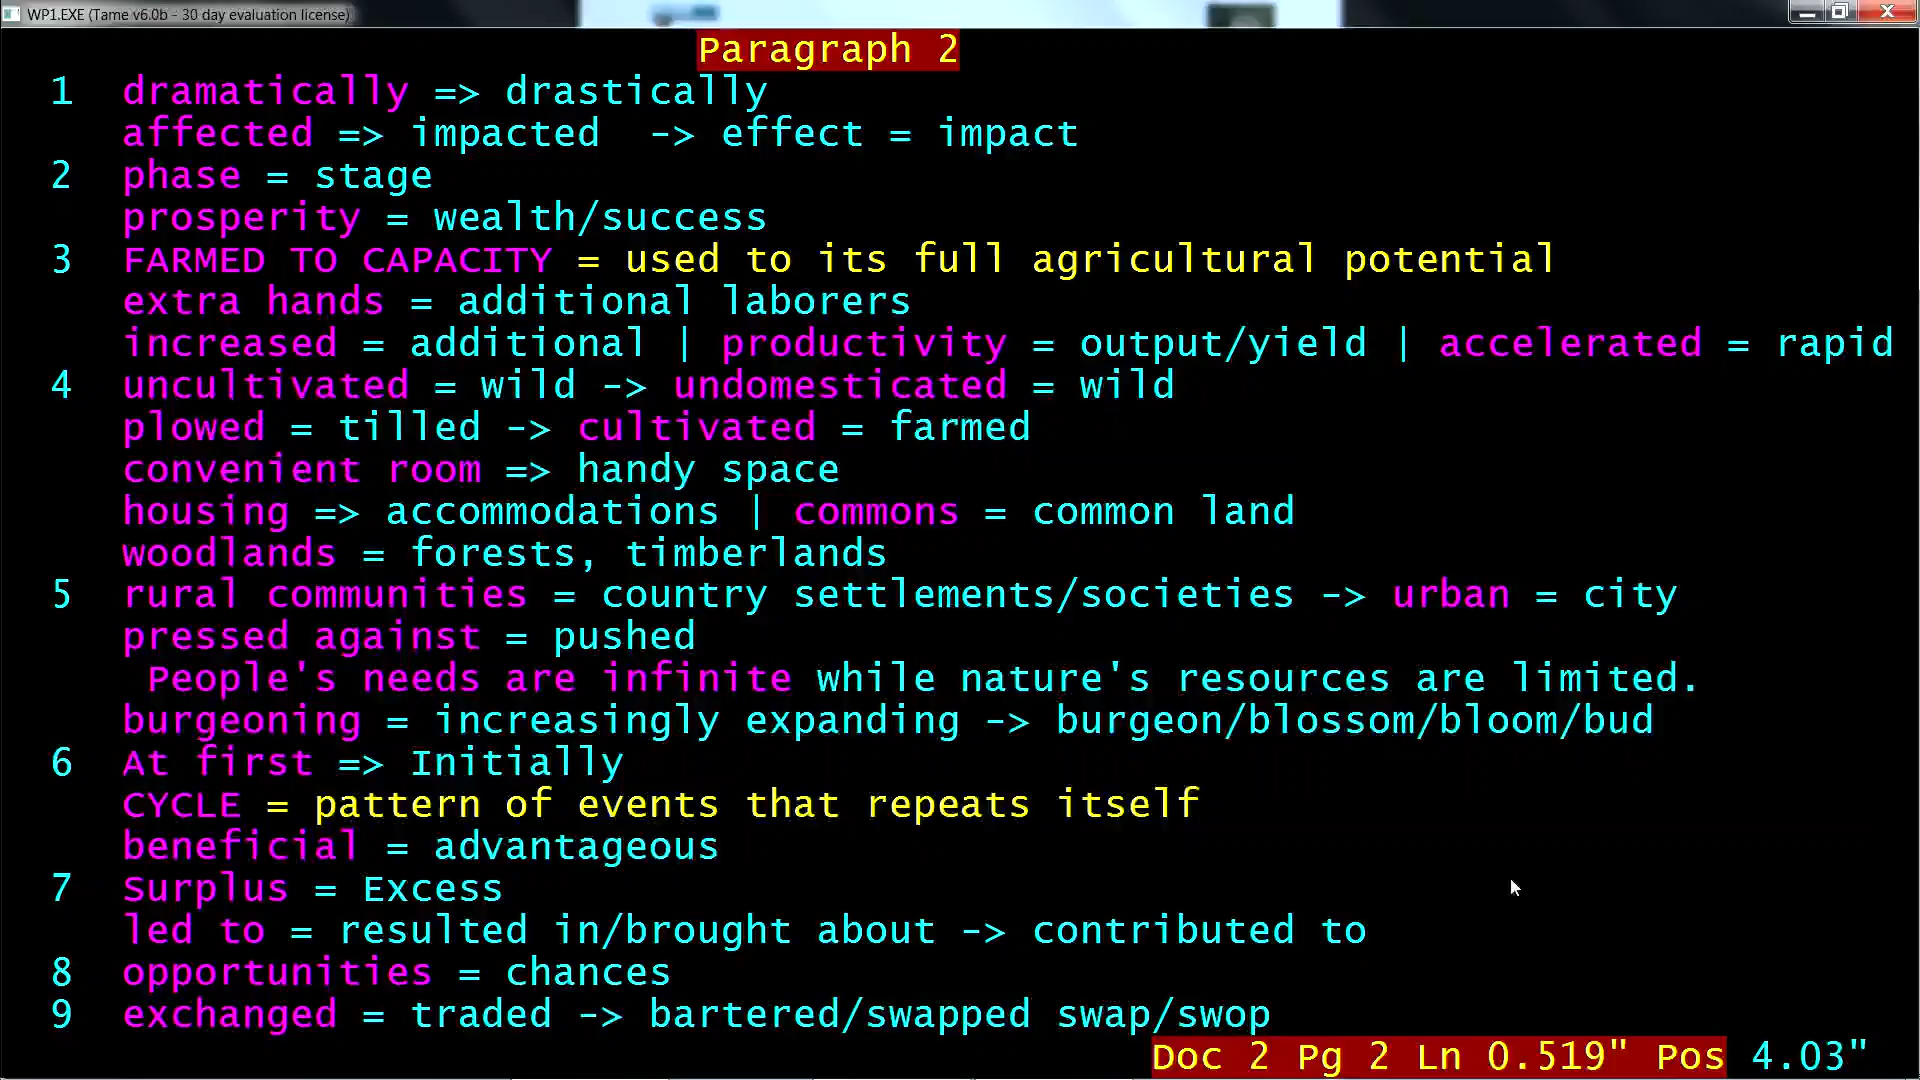 WP1.EXE (Tame v6.0b - 30 day evaluation license)
Paragraph 2
1 dramatically => drastically
affected => impacted -> effect = impact
2 phase = stage
prosperity = wealth/success
3 FARMED TO CAPACITY = used to its full agricultural potential
extra hands = additional laborers
increased = additional | productivity = output/yield | accelerated = rapid
4 uncultivated = wild -> undomesticated = wild
plowed = tilled -> cultivated = farmed
convenient room => handy space
housing => accommodations | commons = common land
woodlands = forests, timberlands
5 rural communities = country settlements/societies -> urban = city
pressed against = pushed
People's needs are infinite while nature's resources are limited.
burgeoning = increasingly expanding -> burgeon/blossom/bloom/bud
6 At first => Initially
CYCLE = pattern of events that repeats itself
beneficial = advantageous
7 Surplus = Excess
led to = resulted in/brought about -> contributed to
8 opportunities = chances
9 exchanged = traded -> bartered/swapped swap/swop
Doc 2 Pg 2 Ln 0.519" Pos 4.03"